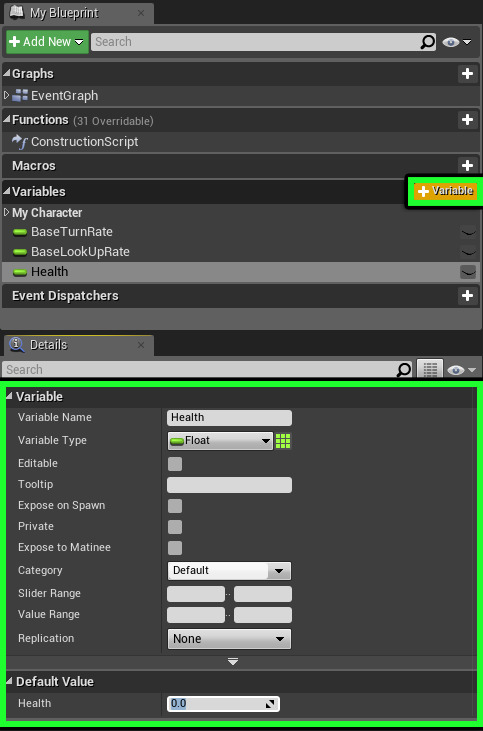 My Blueprint
Add New
Search
Graphs
EventGraph
Functions (31 Overridable)
ConstructionScript
Macros
Variables
Variable
My Character
BaseTurnRate
BaseLookUpRate
Health
Event Dispatchers
Details
Search
Variable
Variable Name Health
Variable Type Float
Editable
Tooltip
Expose on Spawn
Private
Expose to Matinee
Category Default
Slider Range ..
Value Range ..
Replication None
Default Value
Health 0.0